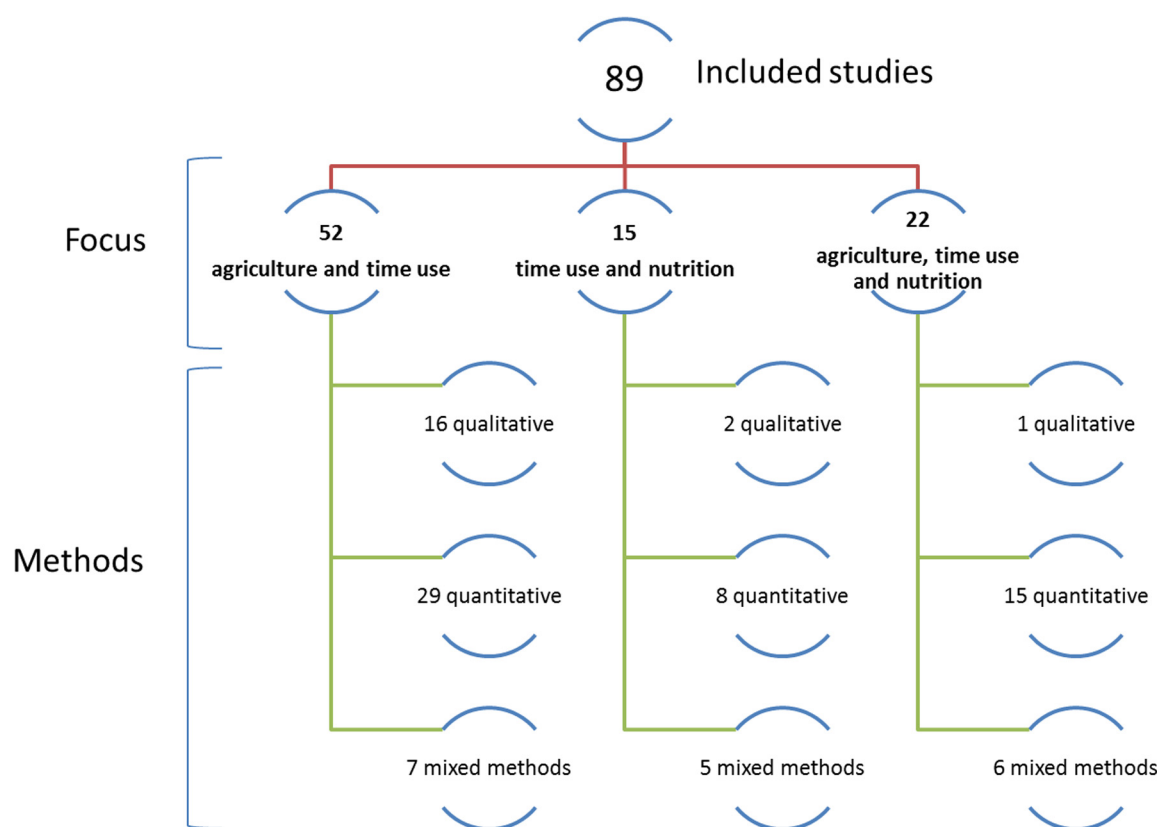 89
Included studies
Focus
52
agriculture and time use
15
time use and nutrition
22
agriculture, time use
and nutrition
Methods
16 qualitative
2 qualitative
1 qualitative
29 quantitative
8 quantitative
15 quantitative
7 mixed methods
5 mixed methods
6 mixed methods